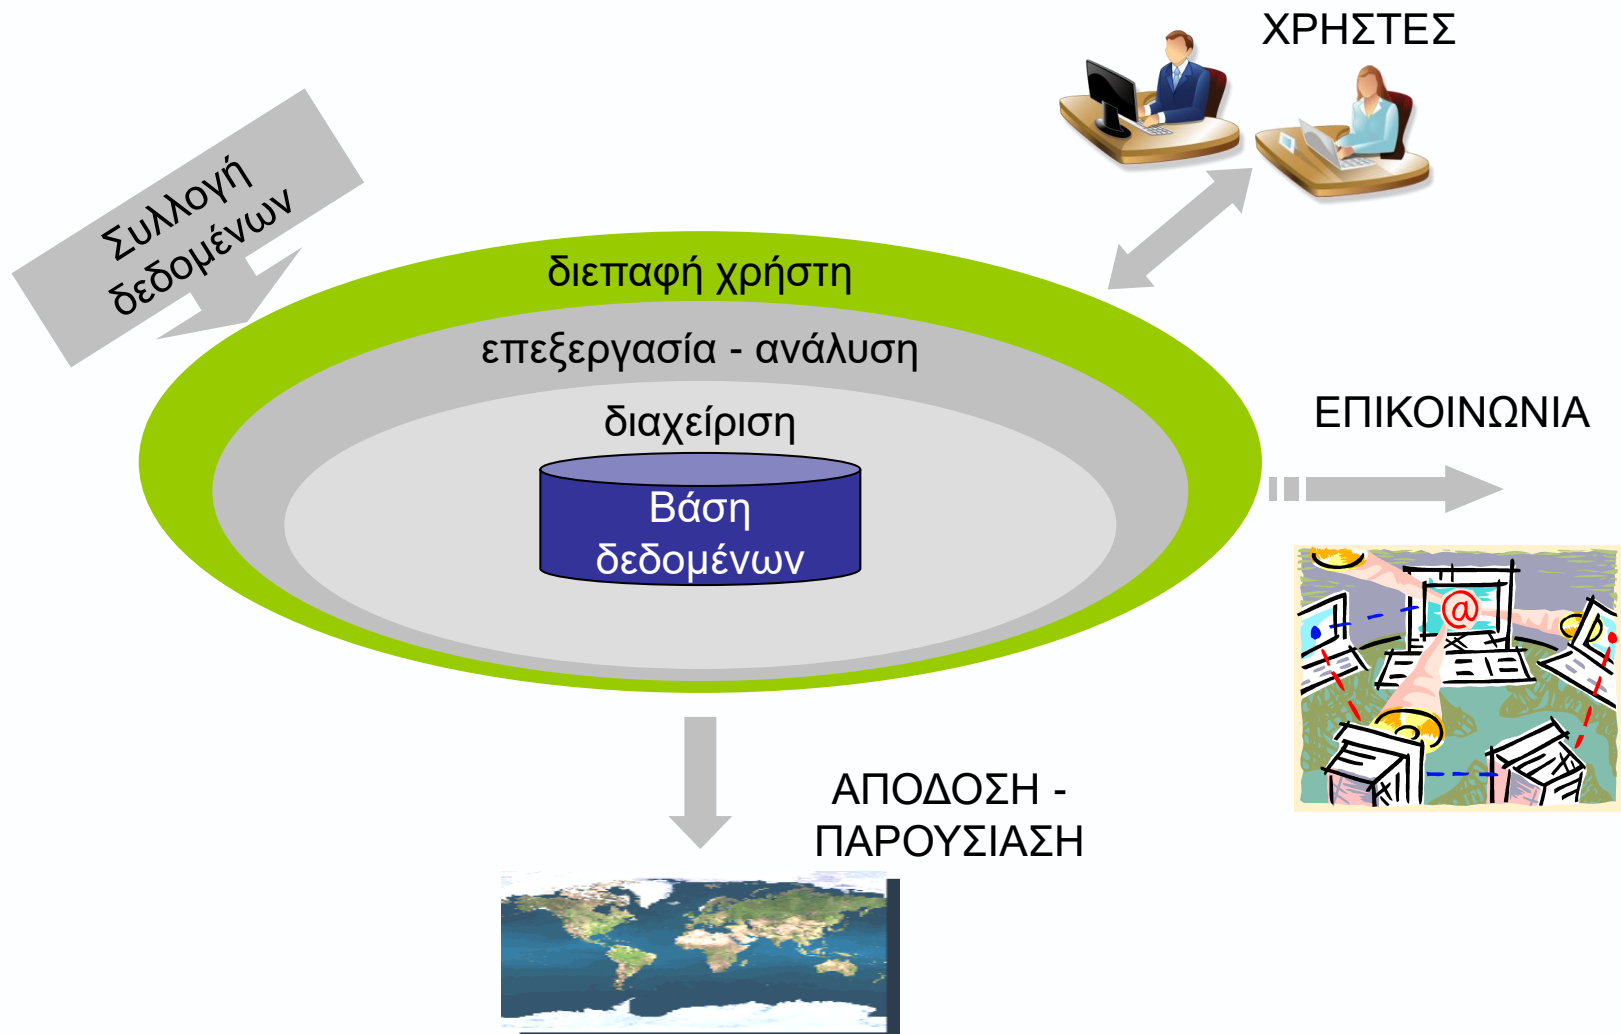 ΧΡΗΣΤΕΣ
Συλλογή
δεδομένων
διεπαφή χρήστη
επεξεργασία - ανάλυση
διαχείριση
Βάση
δεδομένων
ΕΠΙΚΟΙΝΩΝΙΑ
@
ΑΠΟΔΟΣΗ -
ΠΑΡΟΥΣΙΑΣΗ